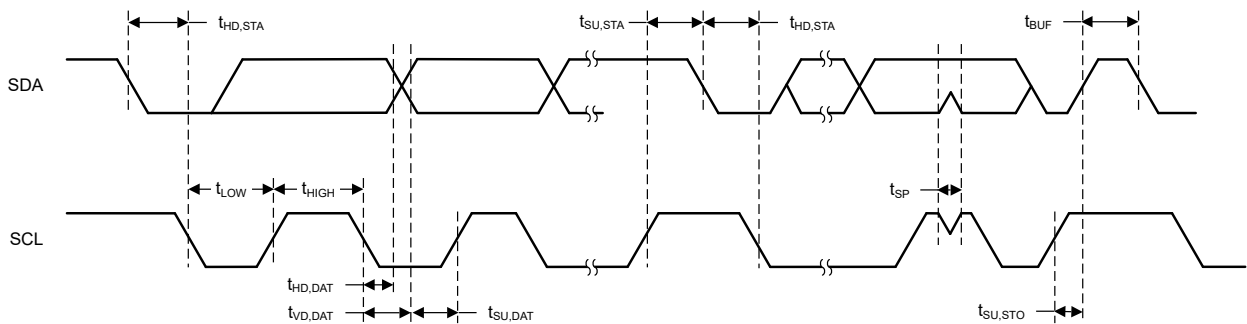 tHD,STA tSU,STA tHD,STA tBUF
SDA
tLOW tHIGH tSP
SCL
tHD,DAT
tVD,DAT tSU,DAT tSU,STO